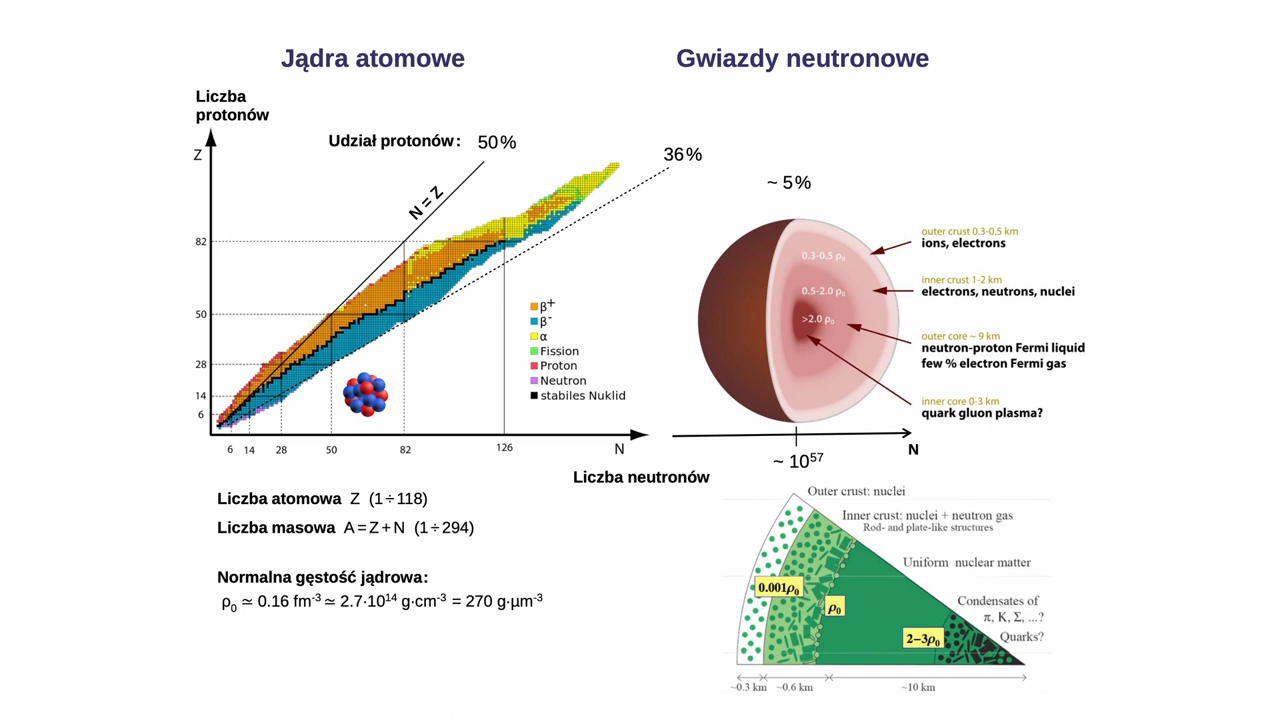 Jądra atomowe
Gwiazdy neutronowe
Liczba
protonów
Z
Udział protonów: 50%
36%
~ 5%
N = Z
82
50
28
14
6
β+
β-
α
Fission
Proton
Neutron
stabiles Nuklid
6 14 28 50 82 126 N
Liczba neutronów
0.3-0.5 ρ₀
0.5-2.0 ρ₀
>2.0 ρ₀
outer crust 0.3-0.5 km
ions, electrons
inner crust 1-2 km
electrons, neutrons, nuclei
outer core ~ 9 km
neutron-proton Fermi liquid
few % electron Fermi gas
inner core 0-3 km
quark gluon plasma?
N
~ 10⁵⁷
Liczba atomowa Z (1÷118)
Liczba masowa A=Z+N (1÷294)
Normalna gęstość jądrowa:
ρ₀ ≃ 0.16 fm⁻³ ≃ 2.7·10¹⁴ g·cm⁻³ = 270 g·µm⁻³
Outer crust: nuclei
Inner crust: nuclei + neutron gas
Rod- and plate-like structures
Uniform nuclear matter
Condensates of
π, K, Σ, ...?
Quarks?
0.001ρ₀
ρ₀
2–3ρ₀
~0.3 km ~0.6 km ~10 km